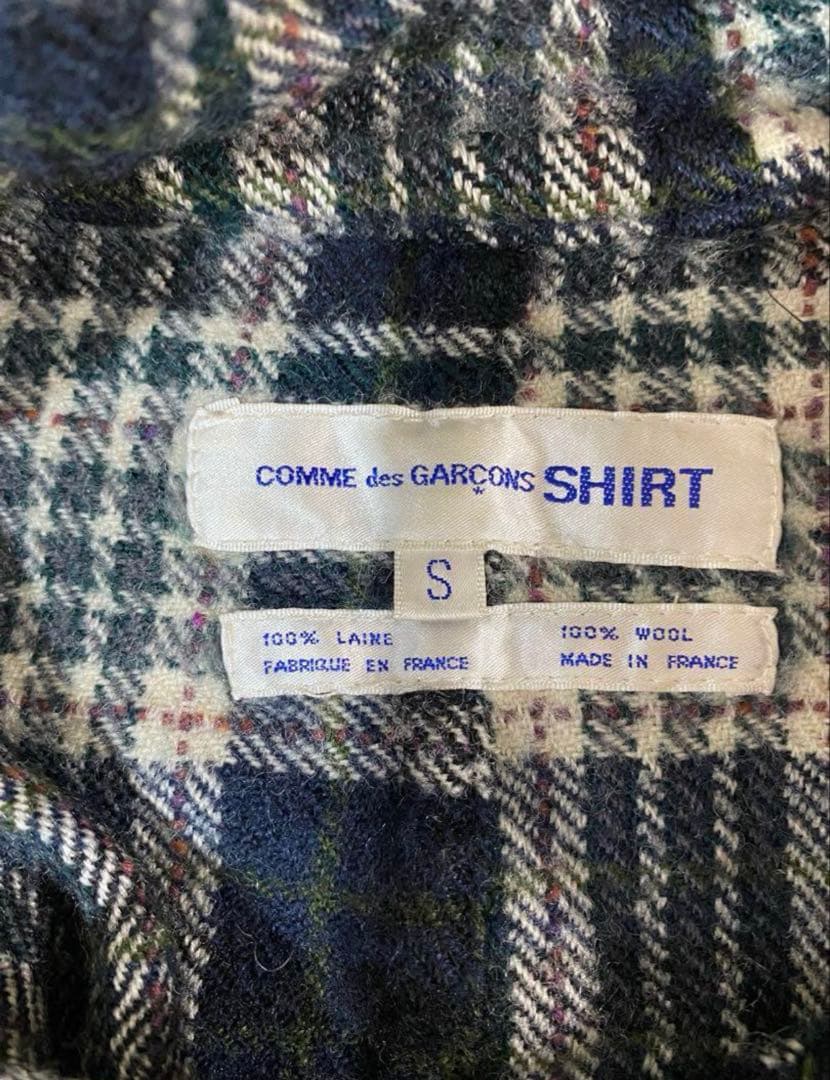 COMME des GARÇONS SHIRT
S
100% LAINE
FABRIQUE EN FRANCE
100% WOOL
MADE IN FRANCE